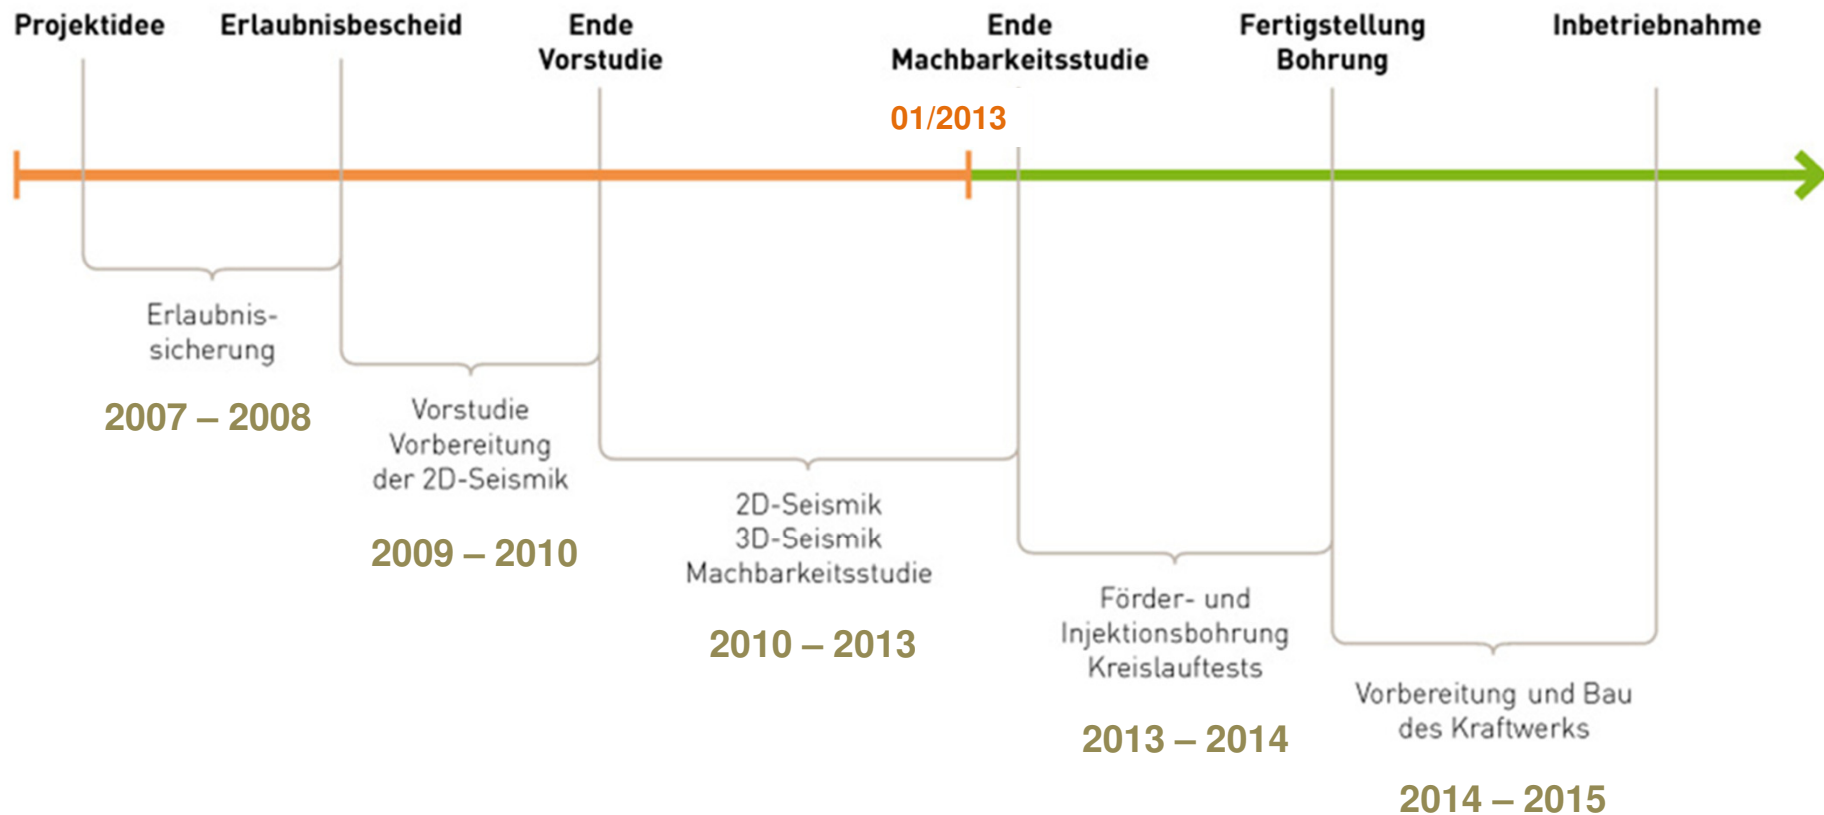 Projektidee
Erlaubnisbescheid
Ende
Vorstudie
Ende
Machbarkeitsstudie
Fertigstellung
Bohrung
Inbetriebnahme
01/2013
Erlaubnis-
sicherung
2007 – 2008
Vorstudie
Vorbereitung
der 2D-Seismik
2009 – 2010
2D-Seismik
3D-Seismik
Machbarkeitsstudie
2010 – 2013
Förder- und
Injektionsbohrung
Kreislauftests
2013 – 2014
Vorbereitung und Bau
des Kraftwerks
2014 – 2015